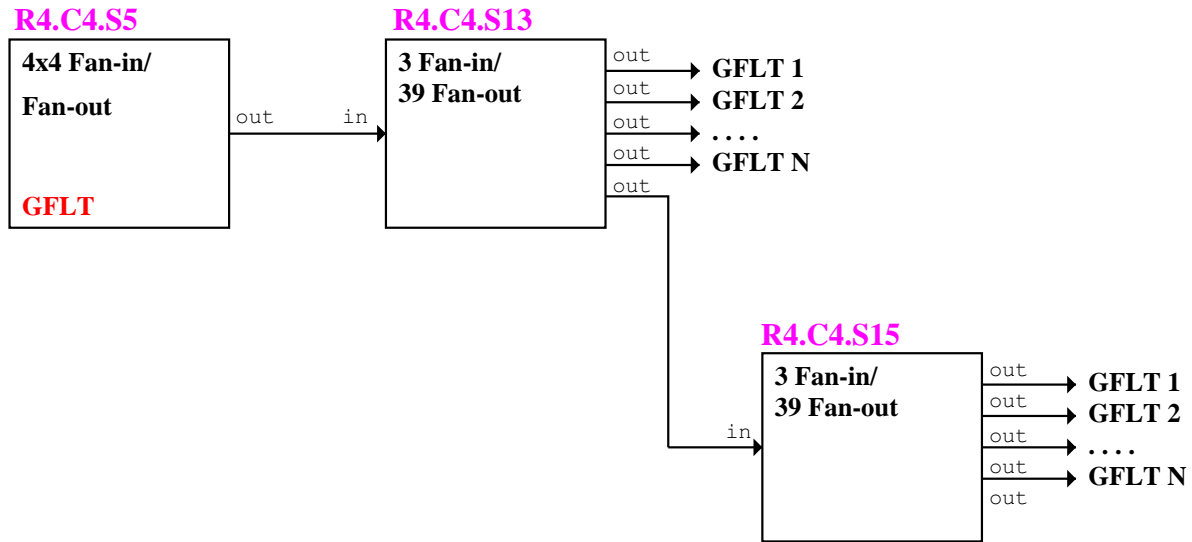 R4.C4.S5
4x4 Fan-in/
Fan-out
GFLT
out
in
R4.C4.S13
3 Fan-in/
39 Fan-out
out
GFLT 1
out
GFLT 2
out
. . . .
out
GFLT N
out
R4.C4.S15
in
3 Fan-in/
39 Fan-out
out
GFLT 1
out
GFLT 2
out
. . . .
out
GFLT N
out